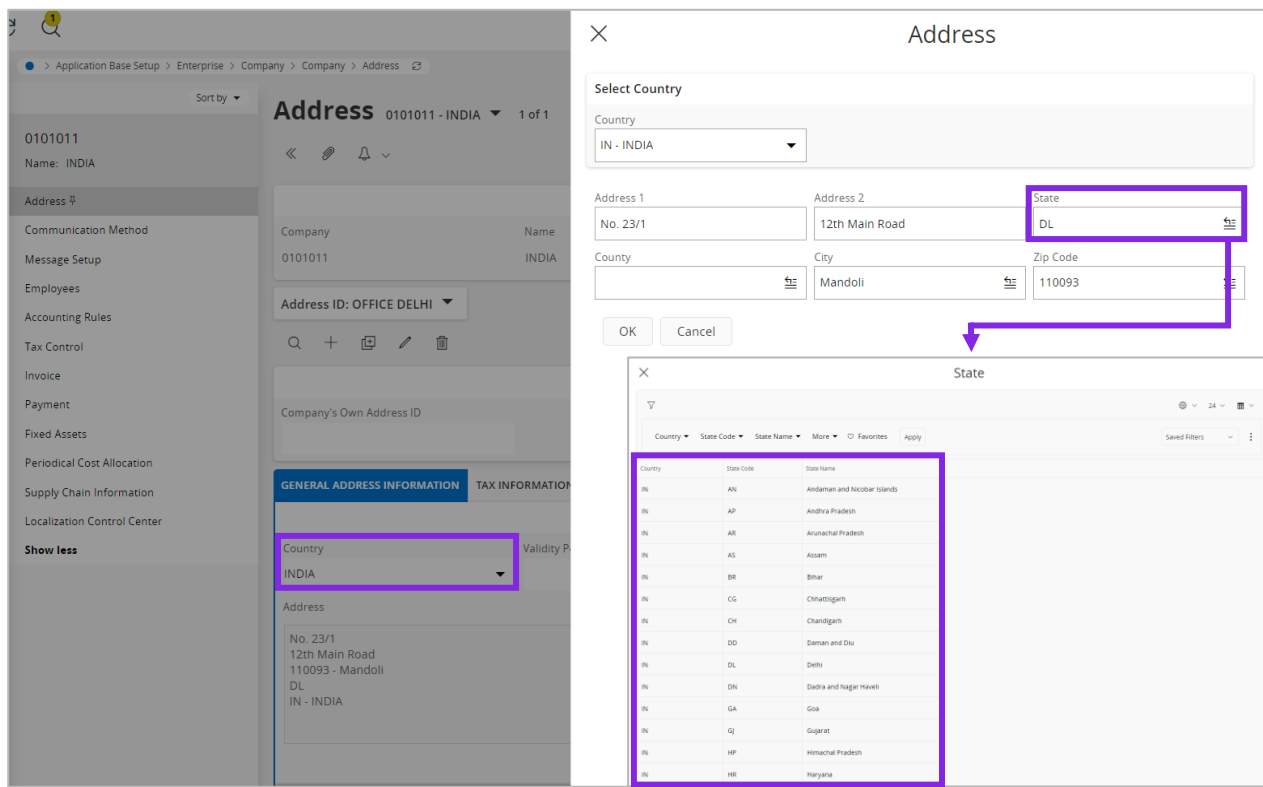 1
> Application Base Setup > Enterprise > Company > Company > Address
Sort by
0101011
Name: INDIA
Address
Communication Method
Message Setup
Employees
Accounting Rules
Tax Control
Invoice
Payment
Fixed Assets
Periodical Cost Allocation
Supply Chain Information
Localization Control Center
Show less
Address 0101011 - INDIA 1 of 1
Company Name
0101011 INDIA
Address ID: OFFICE DELHI
Company's Own Address ID
GENERAL ADDRESS INFORMATION TAX INFORMATION
Country Validity P
INDIA
Address
No. 23/1
12th Main Road
110093 - Mandoli
DL
IN - INDIA
Address
Select Country
Country
IN - INDIA
Address 1 Address 2 State
No. 23/1 12th Main Road DL
County City Zip Code
Mandoli 110093
OK Cancel
State
24
Country State Code State Name More Favorites Apply Saved Filters
Country State Code State Name
IN AN Andaman and Nicobar Islands
IN AP Andhra Pradesh
IN AR Arunachal Pradesh
IN AS Assam
IN BR Bihar
IN CG Chhattisgarh
IN CH Chandigarh
IN DD Daman and Diu
IN DL Delhi
IN DN Dadra and Nagar Haveli
IN GA Goa
IN GJ Gujarat
IN HP Himachal Pradesh
IN HR Haryana